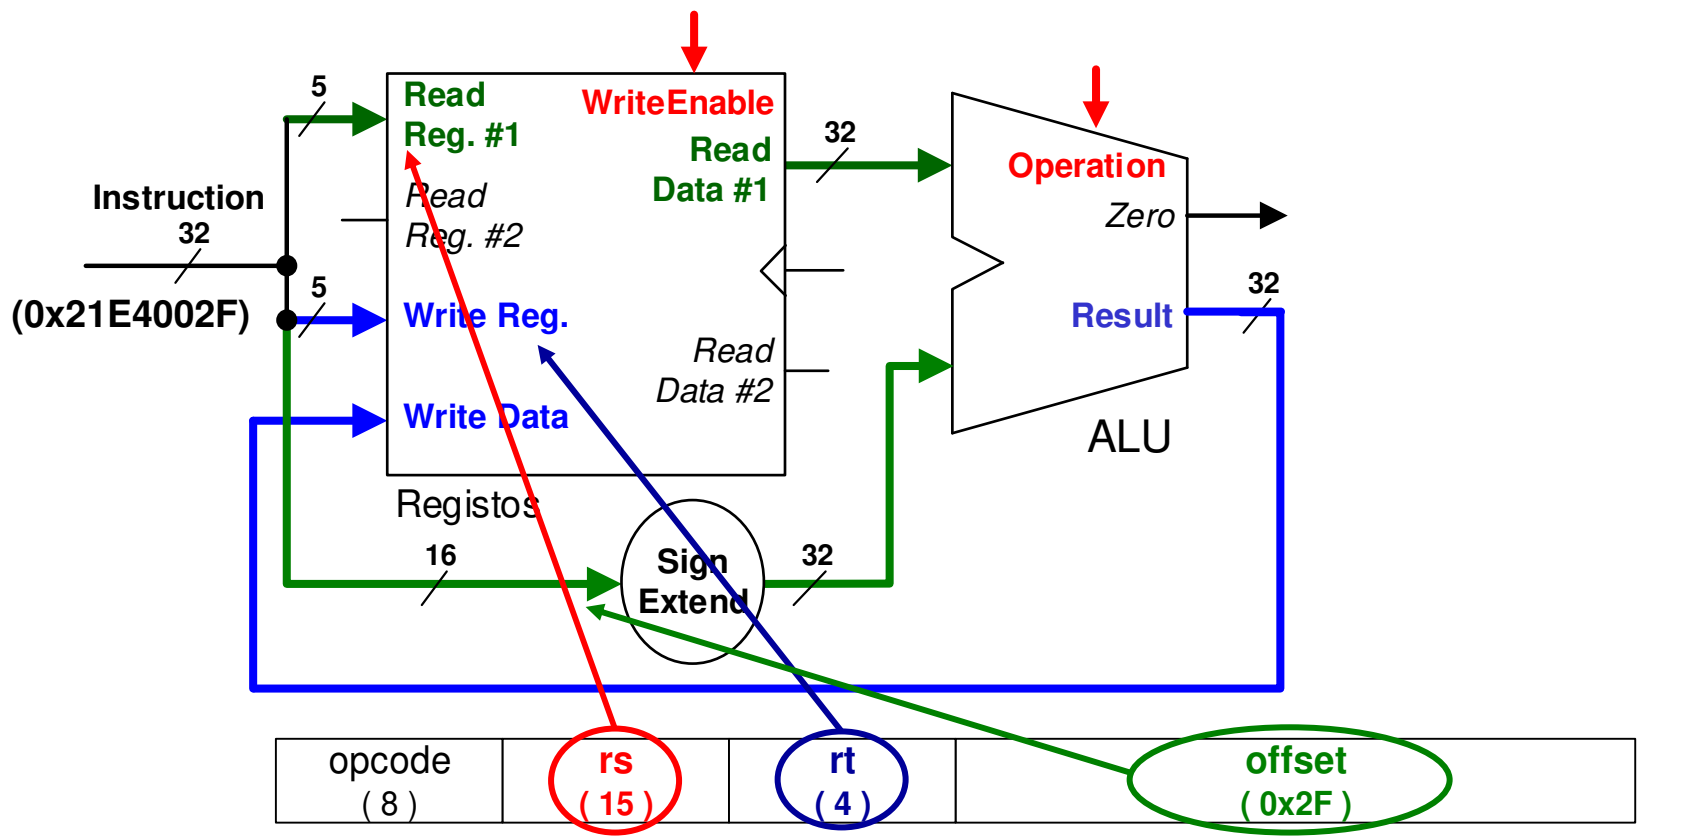 5
Read
Reg. #1
WriteEnable
Read
Data #1
32
Operation
Instruction
32
Read
Reg. #2
Zero
(0x21E4002F)
5
Write Reg.
32
Result
Read
Data #2
Write Data
ALU
Registos
16
Sign
Extend
32
opcode
( 8 )
rs
( 15 )
rt
( 4 )
offset
( 0x2F )